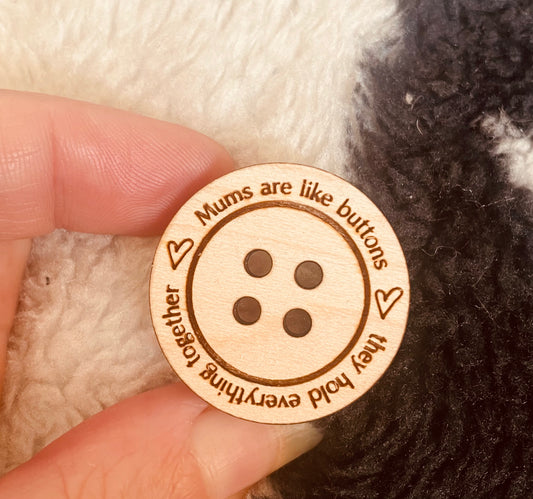 Mums are like buttons
they hold everything together